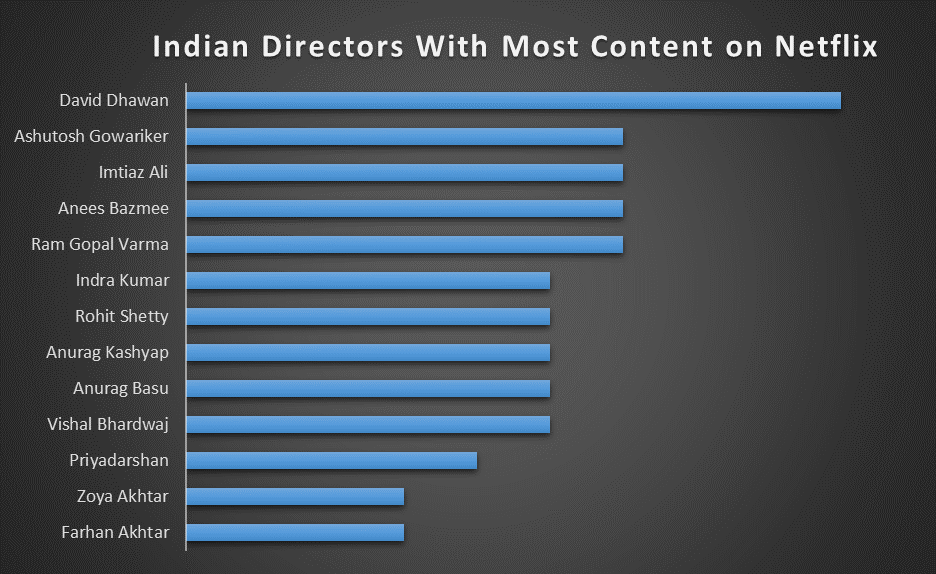 Indian Directors With Most Content on Netflix
David Dhawan
Ashutosh Gowariker
Imtiaz Ali
Anees Bazmee
Ram Gopal Varma
Indra Kumar
Rohit Shetty
Anurag Kashyap
Anurag Basu
Vishal Bhardwaj
Priyadarshan
Zoya Akhtar
Farhan Akhtar